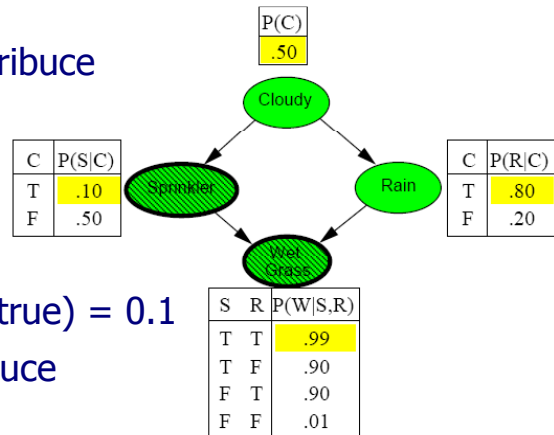 P(C)
.50
ribuce
Cloudy
C P(S|C)
T .10
F .50
Sprinkler
Rain
C P(R|C)
T .80
F .20
Wet
Grass
true) = 0.1
uce
S R P(W|S,R)
T T .99
T F .90
F T .90
F F .01